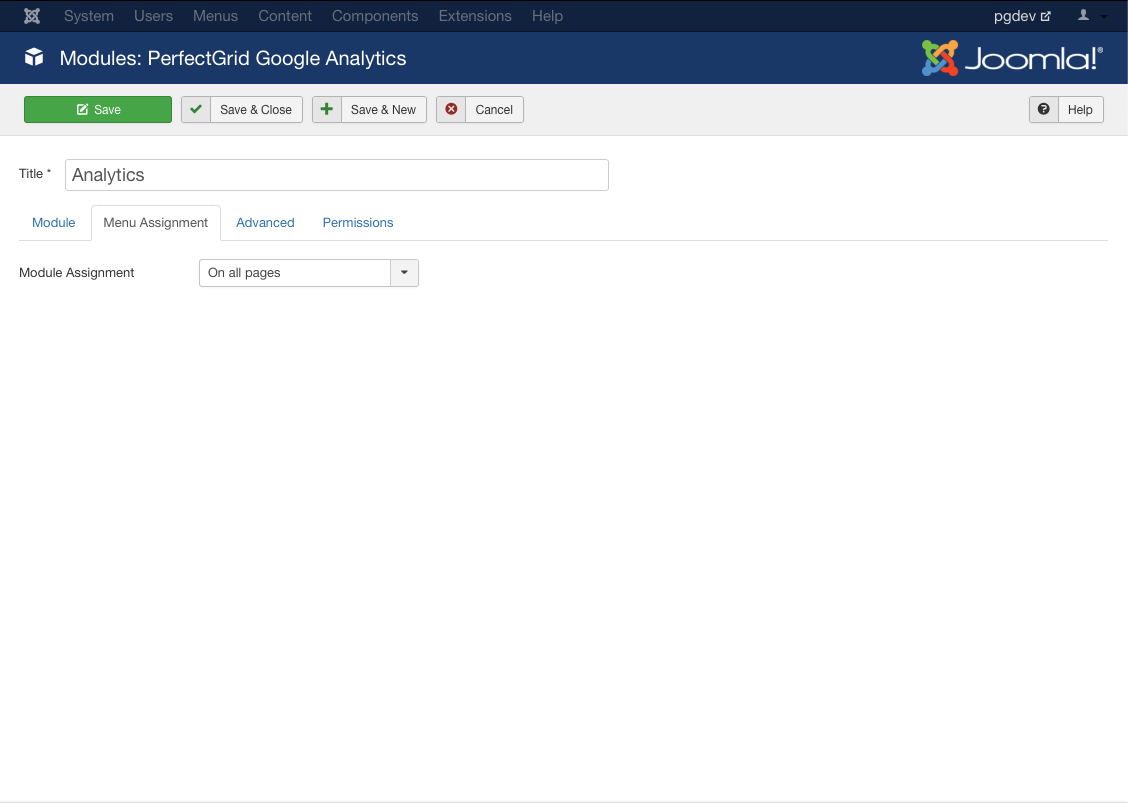 System Users Menus Content Components Extensions Help pgdev
Modules: PerfectGrid Google Analytics Joomla!®
Save Save & Close Save & New Cancel Help
Title * Analytics
Module Menu Assignment Advanced Permissions
Module Assignment On all pages